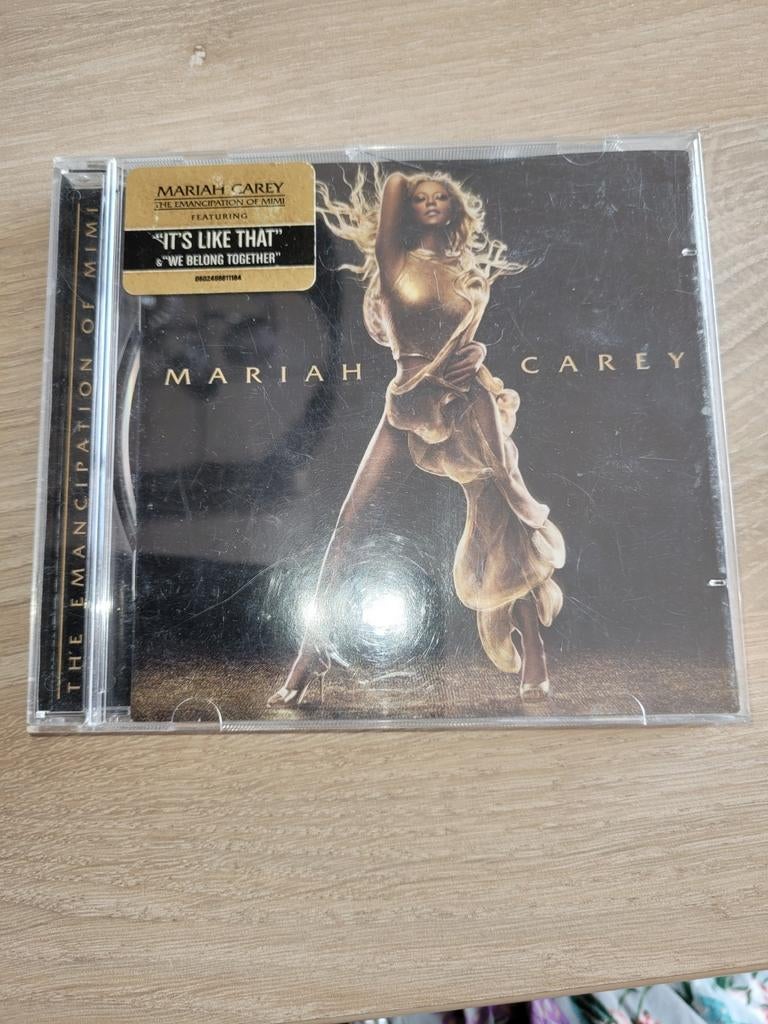 MARIAH CAREY
THE EMANCIPATION OF MIMI
FEATURING
"IT'S LIKE THAT"
& "WE BELONG TOGETHER"
0602498811184
MARIAH CAREY
THE EMANCIPATION OF MIMI